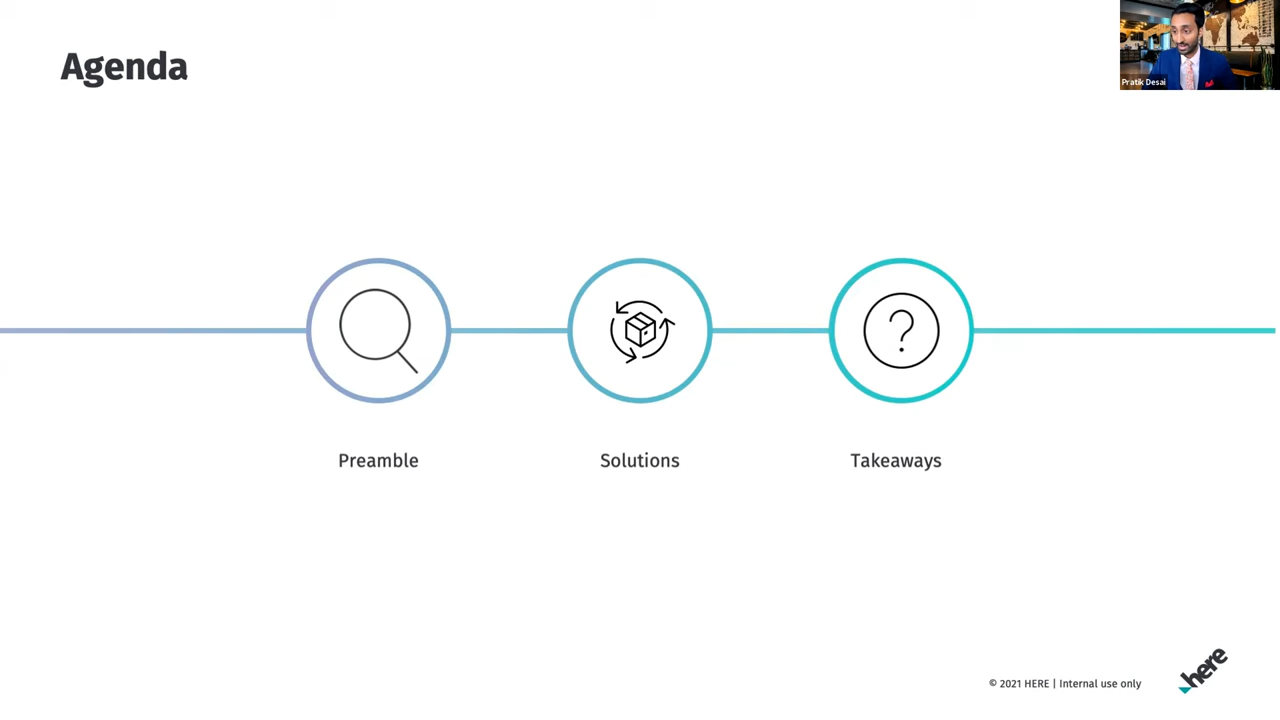 Agenda
Pratik Desai
Preamble
Solutions
Takeaways
© 2021 HERE | Internal use only
here